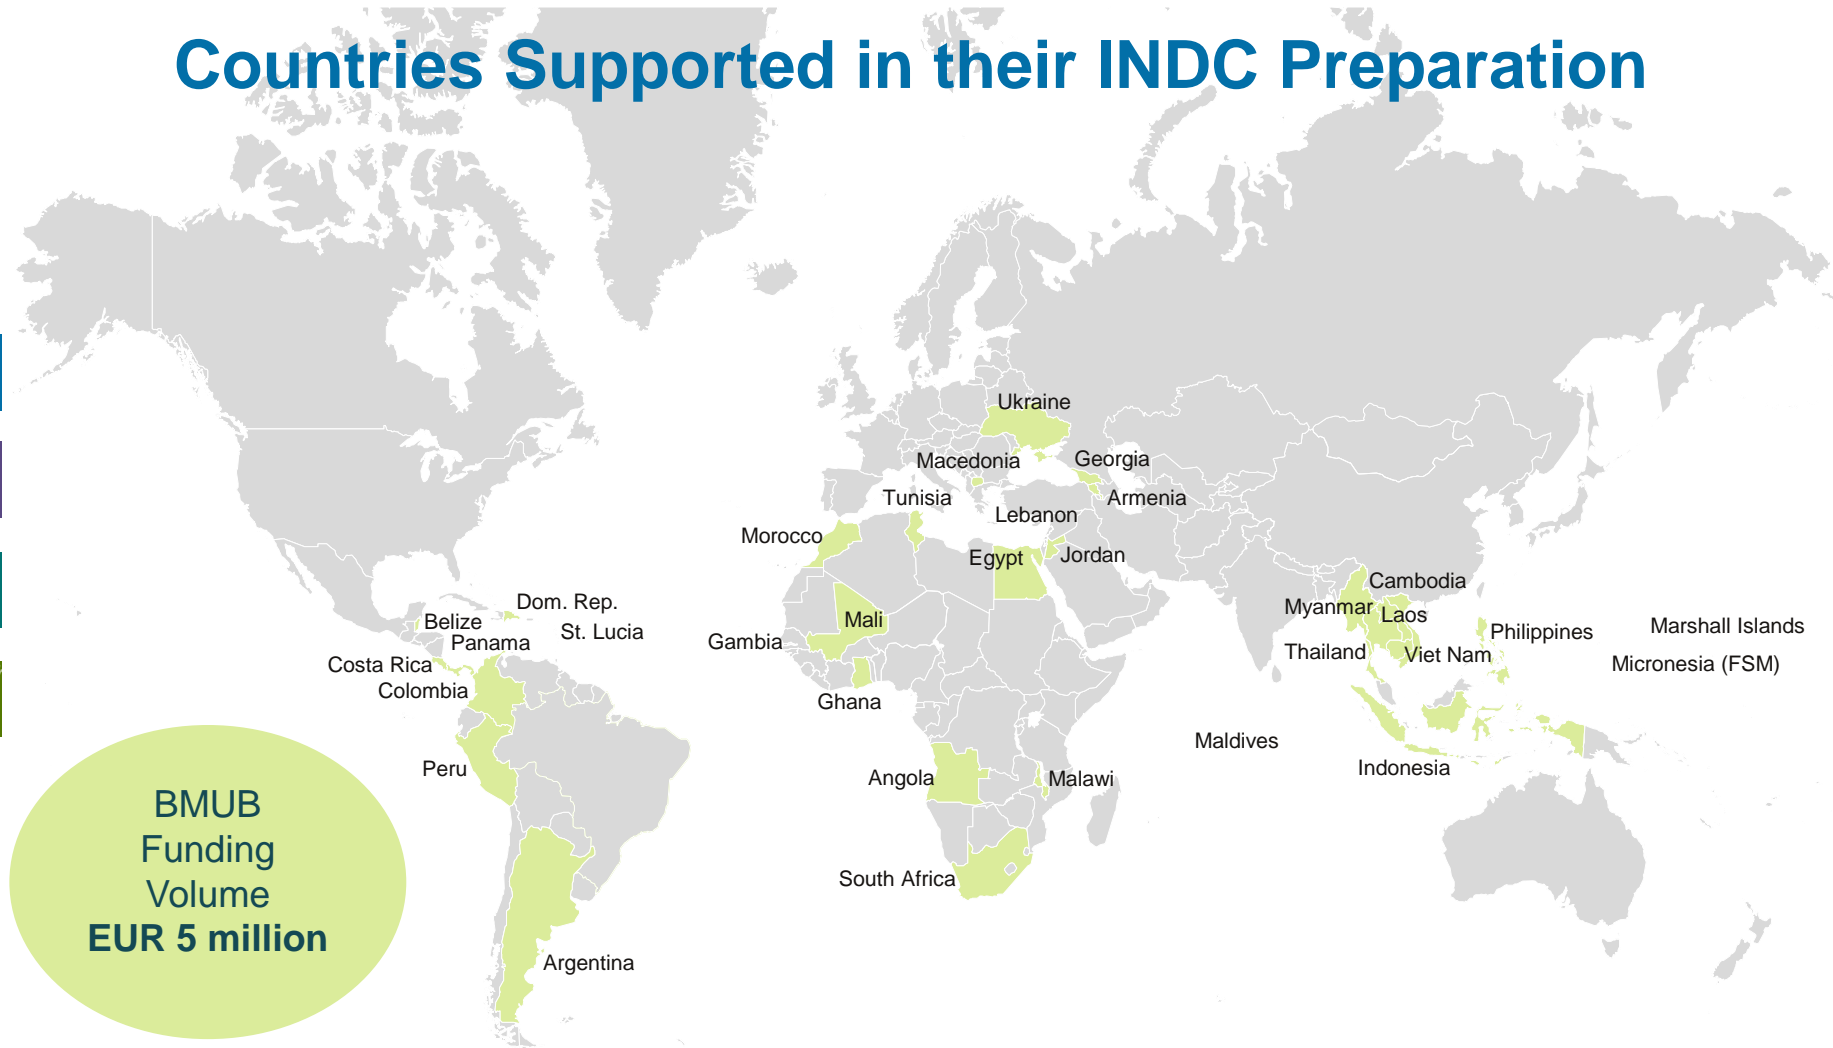 Countries Supported in their INDC Preparation
Ukraine
Macedonia
Georgia
Tunisia
Armenia
Lebanon
Morocco
Egypt
Jordan
Cambodia
Dom. Rep.
Myanmar
Laos
Belize
St. Lucia
Mali
Philippines
Marshall Islands
Panama
Gambia
Thailand
Viet Nam
Micronesia (FSM)
Costa Rica
Colombia
Ghana
Maldives
Peru
Angola
Malawi
Indonesia
BMUB
Funding
Volume
EUR 5 million
South Africa
Argentina